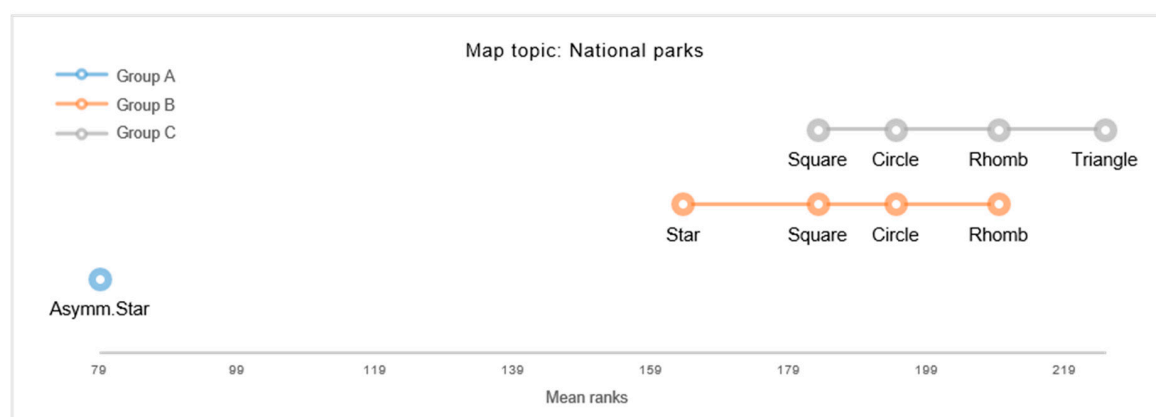 Map topic: National parks
Group A
Group B
Group C
Square Circle Rhomb Triangle
Star Square Circle Rhomb
Asymm.Star
79 99 119 139 159 179 199 219
Mean ranks